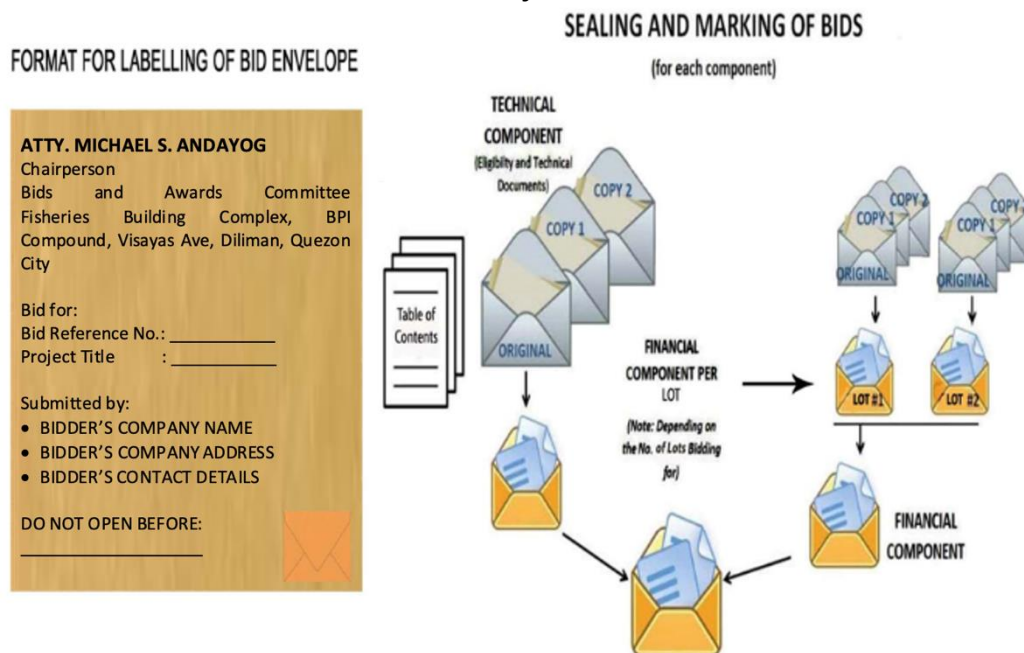 FORMAT FOR LABELLING OF BID ENVELOPE
ATTY. MICHAEL S. ANDAYOG
Chairperson
Bids and Awards Committee
Fisheries Building Complex, BPI
Compound, Visayas Ave, Diliman, Quezon
City
Bid for:
Bid Reference No.: ____________
Project Title : ____________
Submitted by:
• BIDDER'S COMPANY NAME
• BIDDER'S COMPANY ADDRESS
• BIDDER'S CONTACT DETAILS
DO NOT OPEN BEFORE:
____________________
SEALING AND MARKING OF BIDS
(for each component)
TECHNICAL
COMPONENT
(Eligibilty and Technical
Documents)
COPY 2
COPY 1
ORIGINAL
Table of
Contents
FINANCIAL
COMPONENT PER
LOT
(Note: Depending on
the No. of Lots Bidding
for)
COPY 2
COPY 1
ORIGINAL
COPY
COPY 1
ORIGINAL
LOT #1
LOT #2
FINANCIAL
COMPONENT